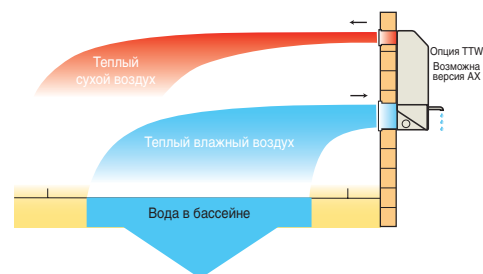 Теплый
сухой воздух
Опция TTW
Возможна
версия AX
Теплый влажный воздух
Вода в бассейне